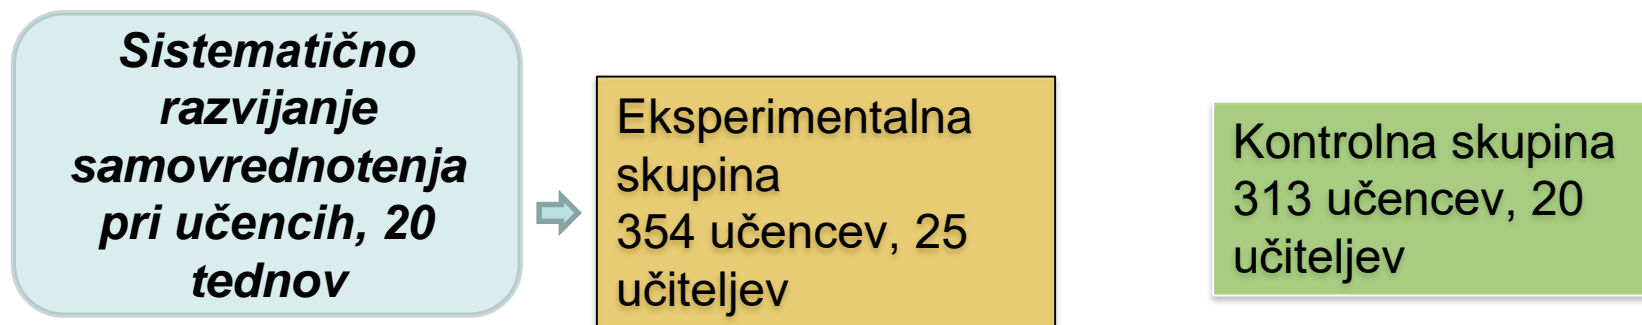 Sistematično
razvijanje
samovrednotenja
pri učencih, 20
tednov
Eksperimentalna
skupina
354 učencev, 25
učiteljev
Kontrolna skupina
313 učencev, 20
učiteljev